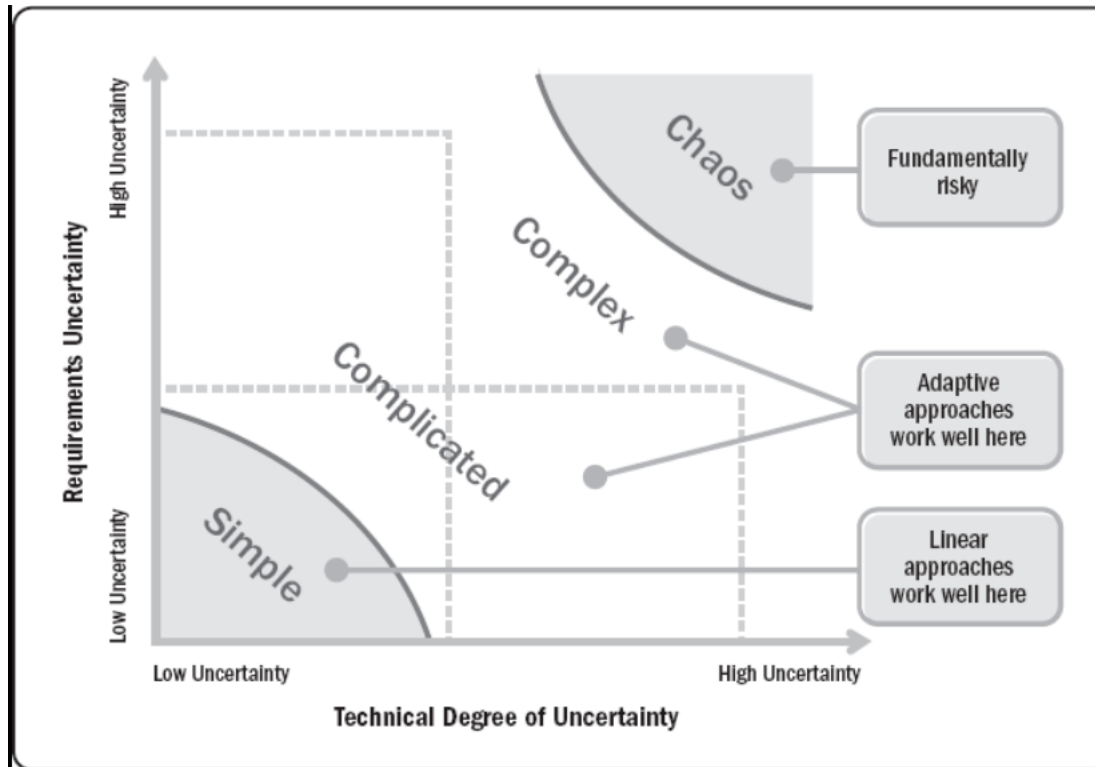 High Uncertainty
Requirements Uncertainty
Low Uncertainty
Chaos
Complex
Complicated
Simple
Fundamentally
risky
Adaptive
approaches
work well here
Linear
approaches
work well here
Low Uncertainty
High Uncertainty
Technical Degree of Uncertainty